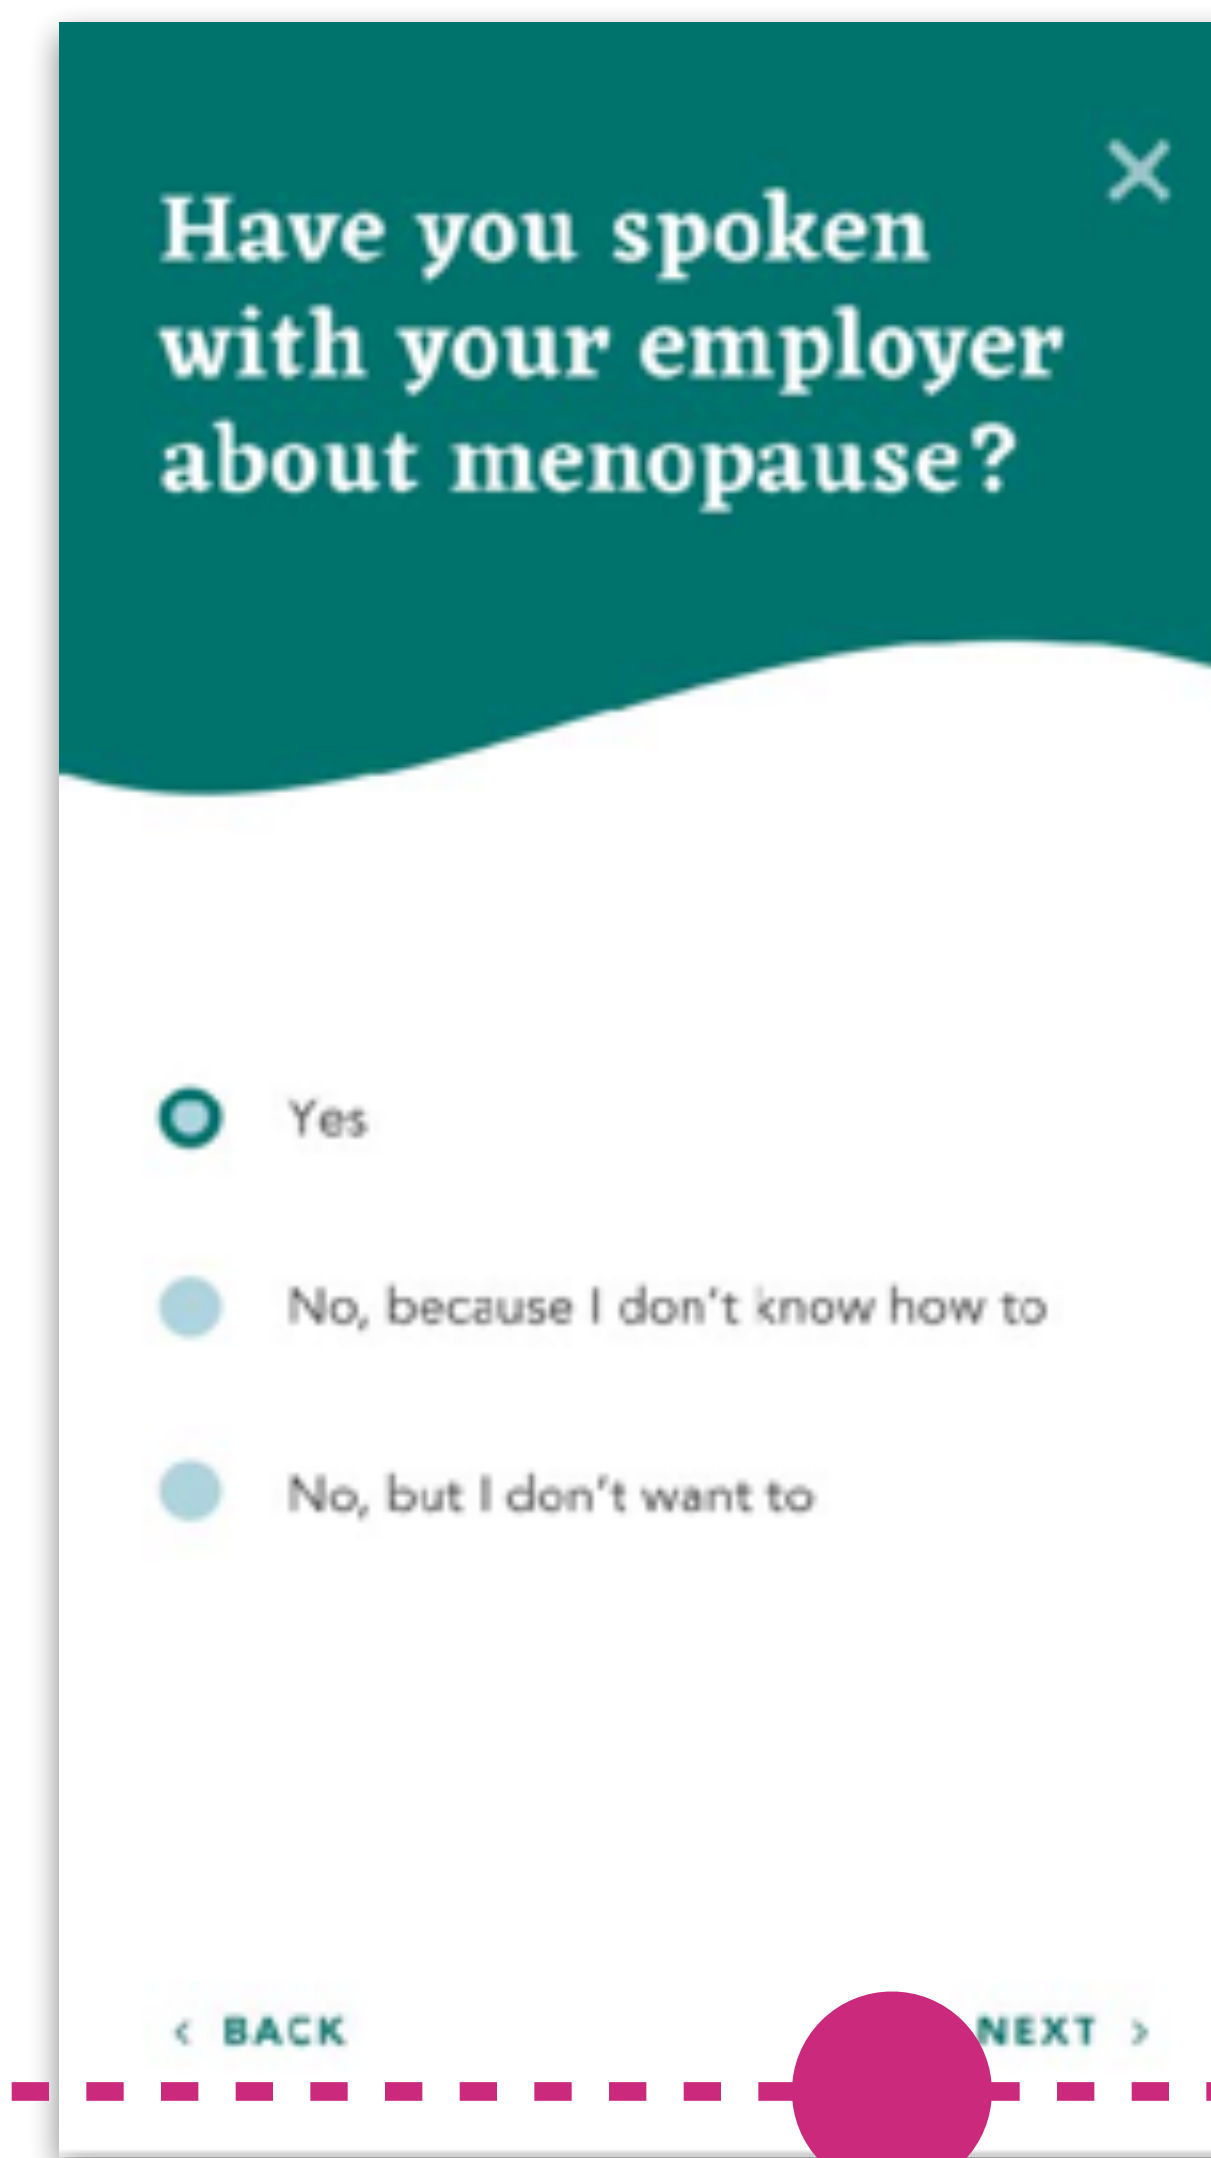 Have you spoken
with your employer
about menopause?
Yes
No, because I don't know how to
No, but I don't want to
< BACK
NEXT >